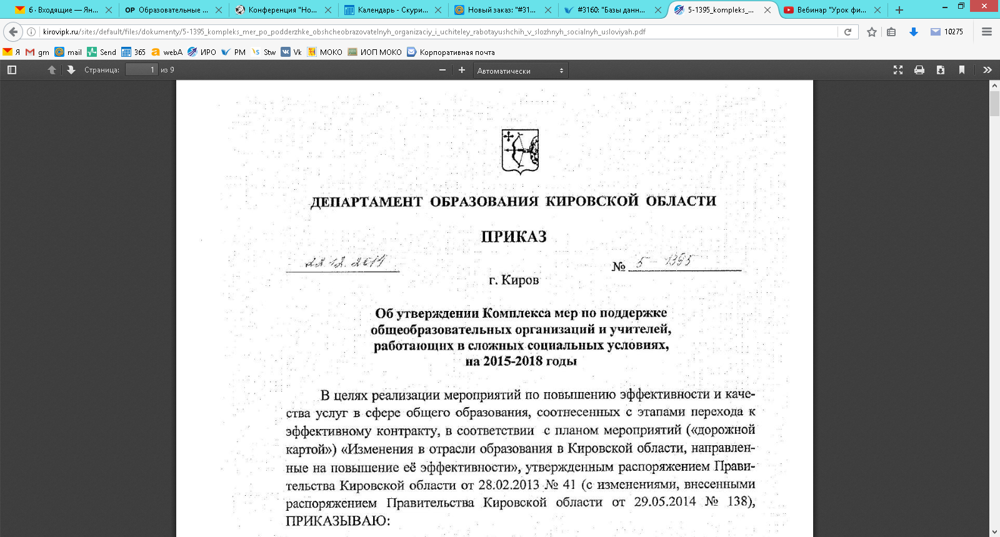 6 · Входящие — Ян...
Образовательные ...
Конференция "Но...
Календарь - Скури...
Новый заказ: "#31...
#3160: "Базы данн...
5-1395_kompleks_...
Вебинар "Урок фи...
kirovipk.ru/sites/default/files/dokumenty/5-1395_kompleks_mer_po_podderzhke_obshcheobrazovatelnyh_organizaciy_i_uchiteley_rabotayushchih_v_slozhnyh_socialnyh_usloviyah.pdf
10275
Я gm mail Send 365 webA ИРО PM Stw Vk МОКО ИОП МОКО Корпоративная почта
Страница: 1 из 9 Автоматически
ДЕПАРТАМЕНТ ОБРАЗОВАНИЯ КИРОВСКОЙ ОБЛАСТИ
ПРИКАЗ
22.12.2014 № 5-1395
г. Киров
Об утверждении Комплекса мер по поддержке
общеобразовательных организаций и учителей,
работающих в сложных социальных условиях,
на 2015-2018 годы
В целях реализации мероприятий по повышению эффективности и каче-
ства услуг в сфере общего образования, соотнесенных с этапами перехода к
эффективному контракту, в соответствии с планом мероприятий («дорожной
картой») «Изменения в отрасли образования в Кировской области, направлен-
ные на повышение её эффективности», утвержденным распоряжением Прави-
тельства Кировской области от 28.02.2013 № 41 (с изменениями, внесенными
распоряжением Правительства Кировской области от 29.05.2014 № 138),
ПРИКАЗЫВАЮ: